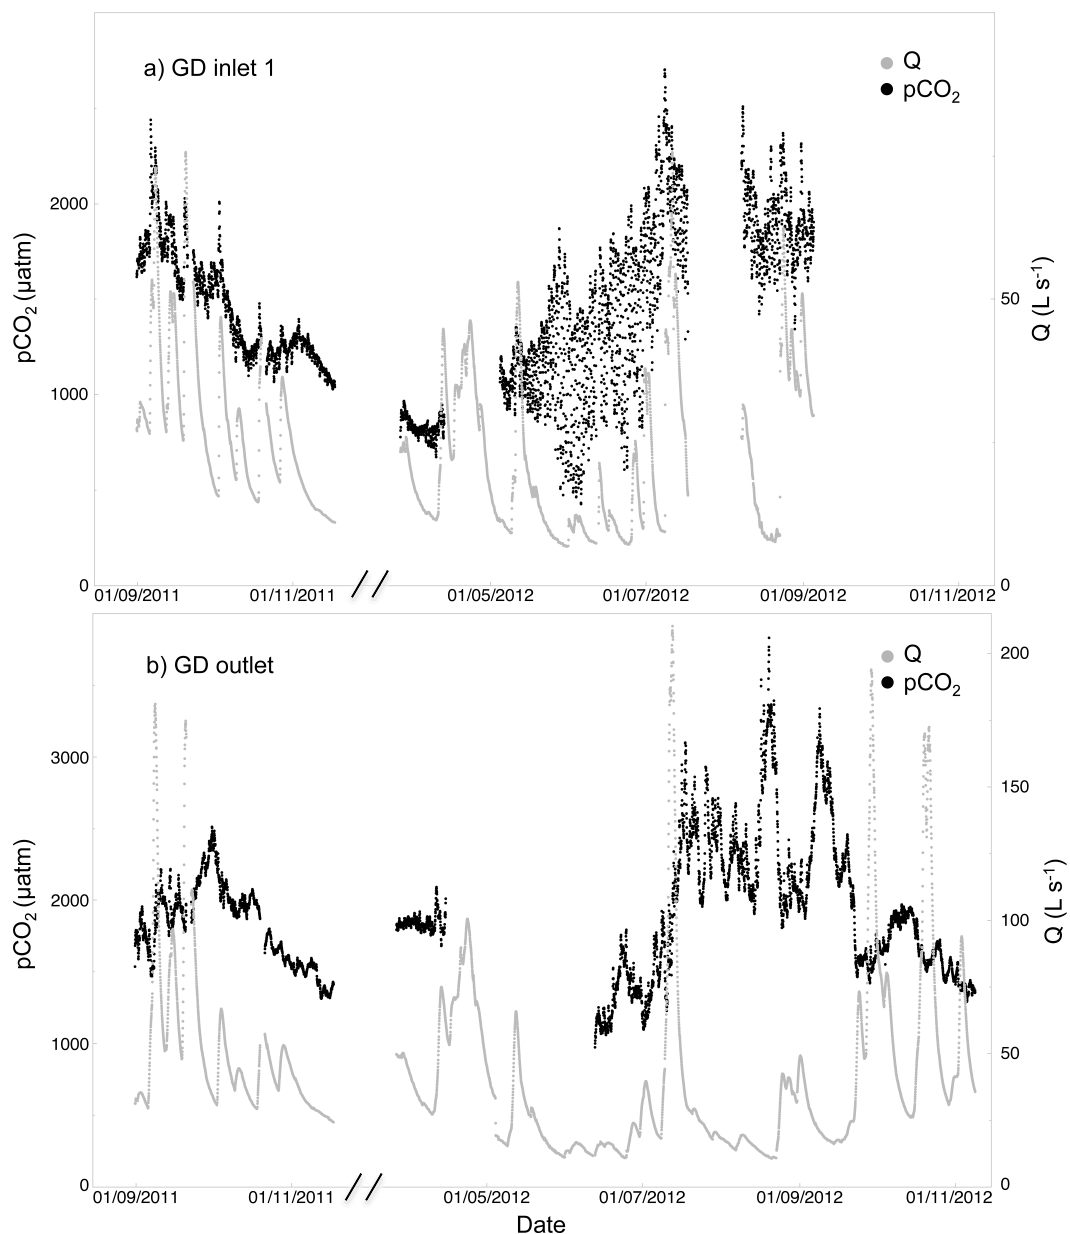 a) GD inlet 1
Q
pCO2
2000
1000
0
pCO2 (µatm)
50
0
Q (L s-1)
01/09/2011 01/11/2011 01/05/2012 01/07/2012 01/09/2012 01/11/2012
b) GD outlet
Q
pCO2
3000
2000
1000
0
pCO2 (µatm)
200
150
100
50
0
Q (L s-1)
01/09/2011 01/11/2011 01/05/2012 01/07/2012 01/09/2012 01/11/2012
Date